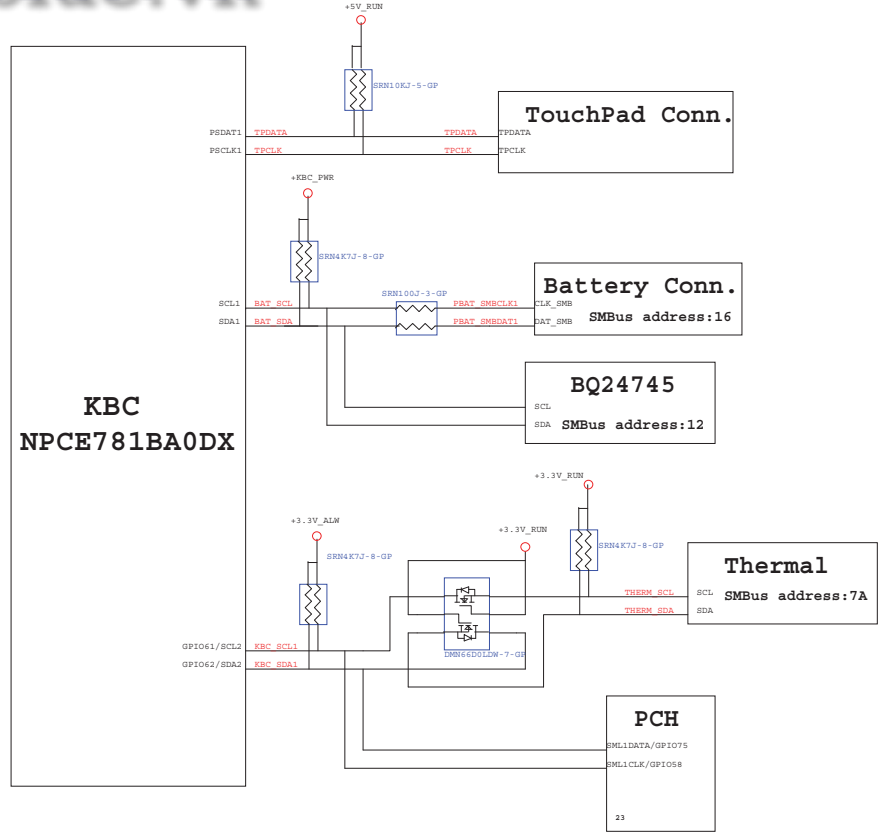 +5V_RUN
SRN10KJ-5-GP
TouchPad Conn.
PSDAT1 TPDATA TPDATA TPDATA
PSCLK1 TPCLK TPCLK TPCLK
+KBC_PWR
SRN4K7J-8-GP
SRN100J-3-GP
Battery Conn.
SCL1 BAT_SCL PBAT_SMBCLK1 CLK_SMB
SMBus address:16
SDA1 BAT_SDA PBAT_SMBDAT1 DAT_SMB
BQ24745
SCL
SDA SMBus address:12
KBC
NPCE781BA0DX
+3.3V_RUN
+3.3V_ALW
+3.3V_RUN
SRN4K7J-8-GP
SRN4K7J-8-GP
Thermal
THERM_SCL SCL SMBus address:7A
THERM_SDA SDA
GPIO61/SCL2 KBC_SCL1
DMN66D0LDW-7-GP
GPIO62/SDA2 KBC_SDA1
PCH
SML1DATA/GPIO75
SML1CLK/GPIO58
23